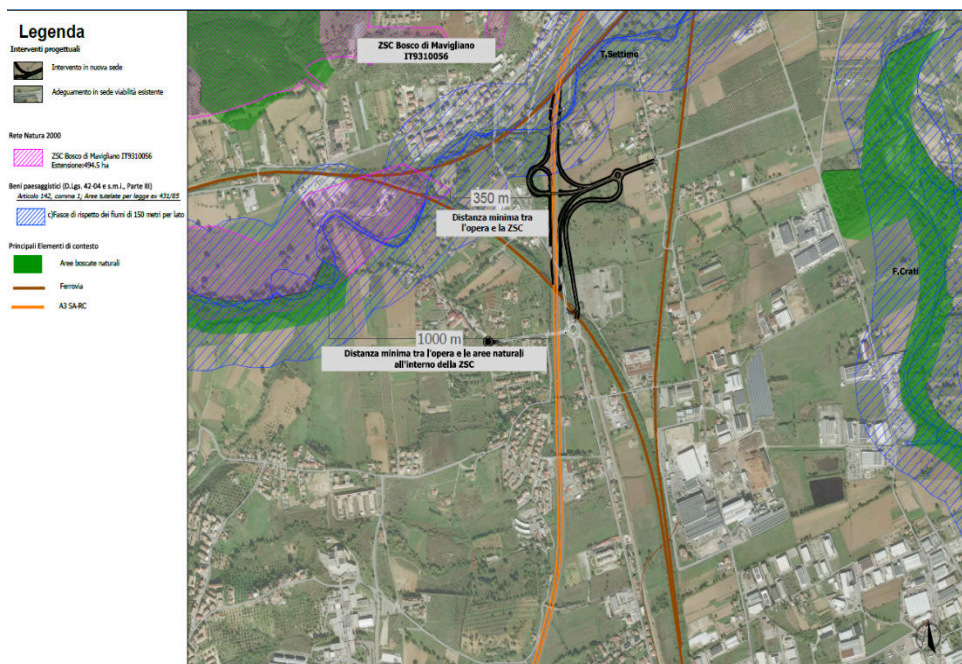 Legenda
Interventi progettuali
Intervento in nuova sede
Adeguamento in sede viabilità esistente
Rete Natura 2000
ZSC Bosco di Mavigliano IT9310056
Estensione:494.5 ha
Beni paesaggistici (D.Lgs. 42-04 e s.m.i., Parte III)
Articolo 142, comma 1; Aree tutelate per legge ex 431/85
c)Fasce di rispetto dei fiumi di 150 metri per lato
Principali Elementi di contesto
Aree boscate naturali
Ferrovia
A3 SA-RC
ZSC Bosco di Mavigliano
IT9310056
T.Settimo
350 m
Distanza minima tra
l'opera e la ZSC
F.Crati
1000 m
Distanza minima tra l'opera e le aree naturali
all'interno della ZSC